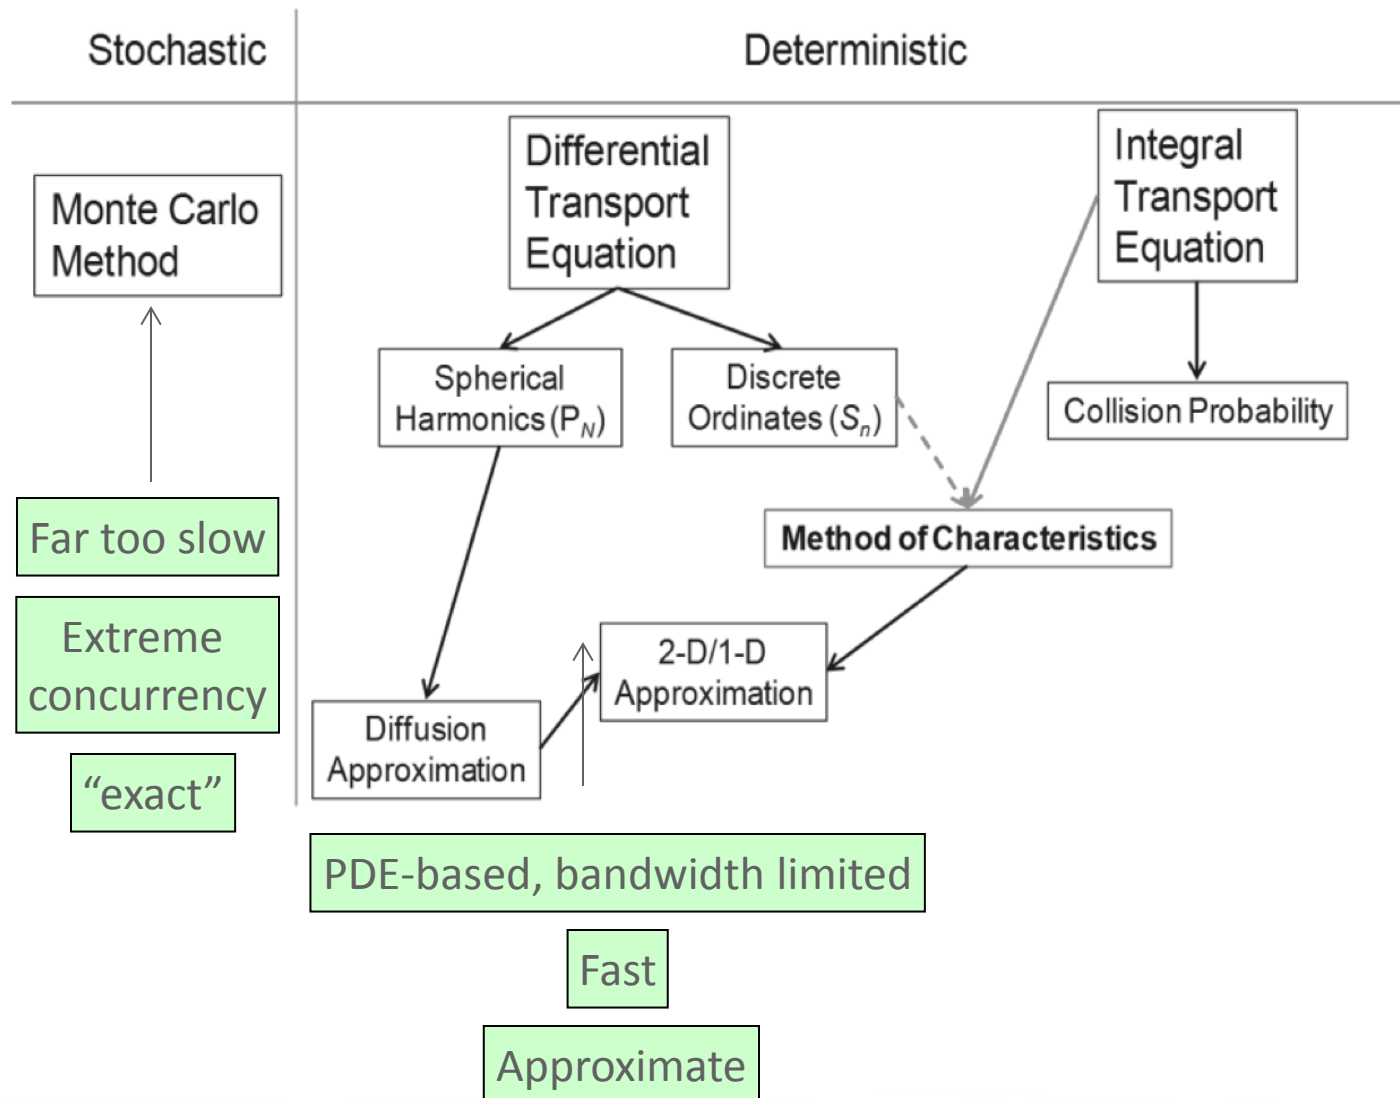 Stochastic
Deterministic
Monte Carlo
Method
Differential
Transport
Equation
Integral
Transport
Equation
Spherical
Harmonics (P_N)
Discrete
Ordinates (S_n)
Collision Probability
Method of Characteristics
2-D/1-D
Approximation
Diffusion
Approximation
Far too slow
Extreme
concurrency
“exact”
PDE-based, bandwidth limited
Fast
Approximate